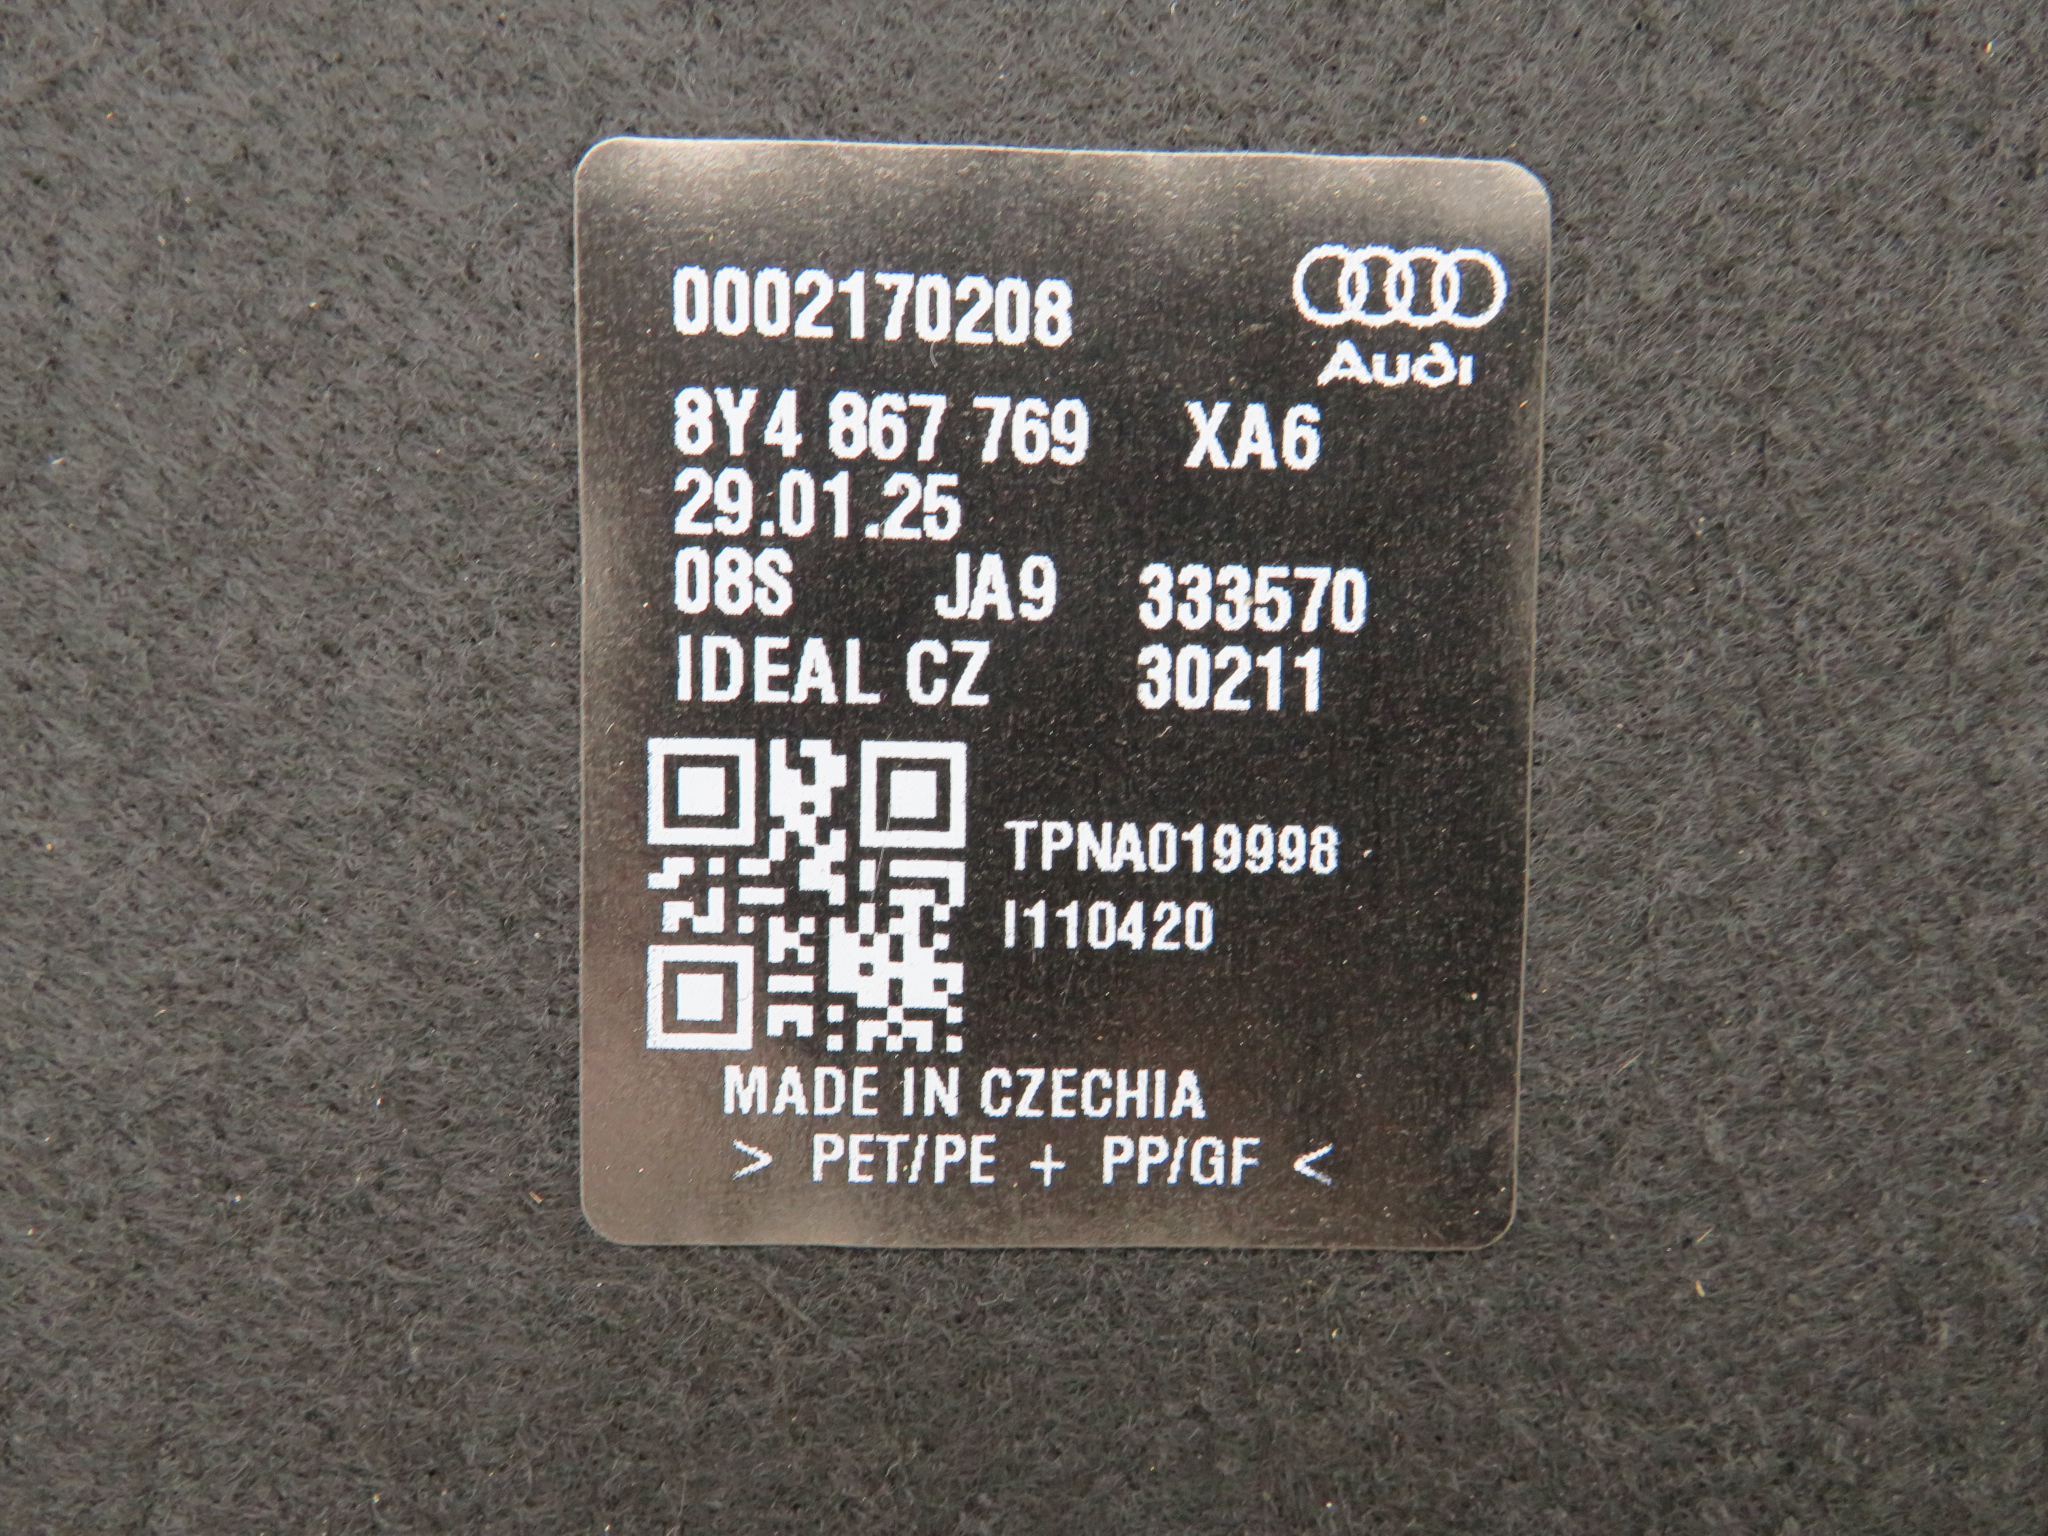 0002170208
Audi
8Y4 867 769 XA6
29.01.25
08S JA9 333570
IDEAL CZ 30211
TPNA019998
I110420
MADE IN CZECHIA
> PET/PE + PP/GF <